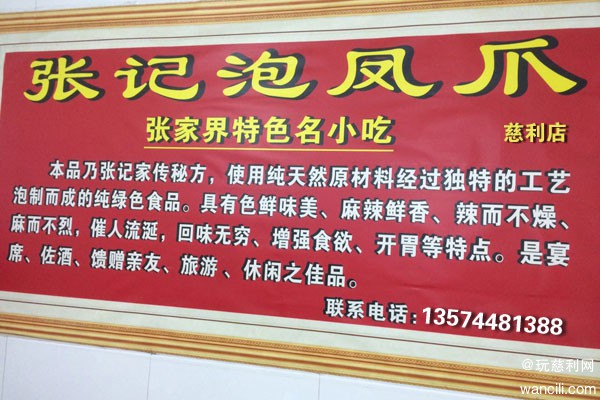 张记泡凤爪
张家界特色名小吃 慈利店
本品乃张记家传秘方，使用纯天然原材料经过独特的工艺
泡制而成的纯绿色食品。具有色鲜味美、麻辣鲜香、辣而不燥、
麻而不烈，催人流涎，回味无穷、增强食欲、开胃等特点。是宴
席、佐酒、馈赠亲友、旅游、休闲之佳品。
联系电话:13574481388
@玩慈利网
wancili.com